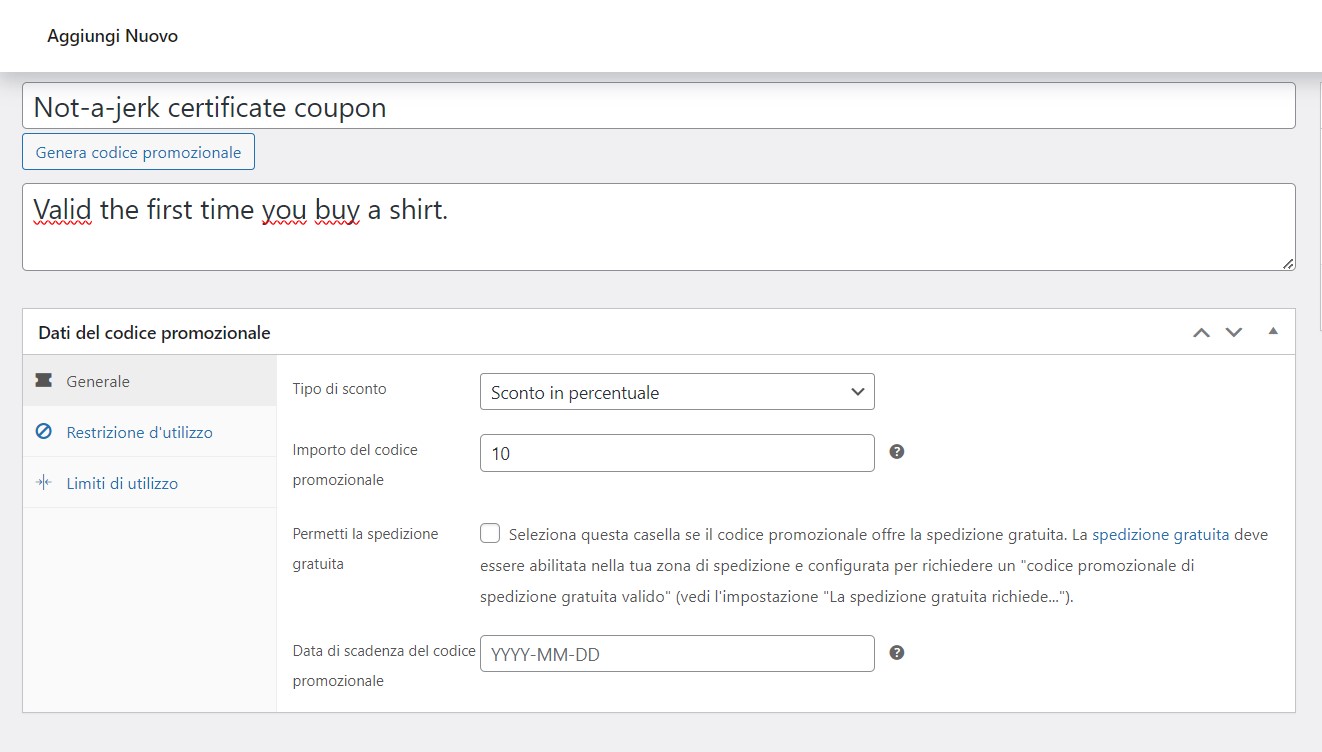 Aggiungi Nuovo
Not-a-jerk certificate coupon
Genera codice promozionale
Valid the first time you buy a shirt.
Dati del codice promozionale
Generale
Restrizione d'utilizzo
Limiti di utilizzo
Tipo di sconto
Sconto in percentuale
Importo del codice
promozionale
10
Permetti la spedizione
gratuita
Seleziona questa casella se il codice promozionale offre la spedizione gratuita. La spedizione gratuita deve
essere abilitata nella tua zona di spedizione e configurata per richiedere un "codice promozionale di
spedizione gratuita valido" (vedi l'impostazione "La spedizione gratuita richiede...").
Data di scadenza del codice
promozionale
YYYY-MM-DD